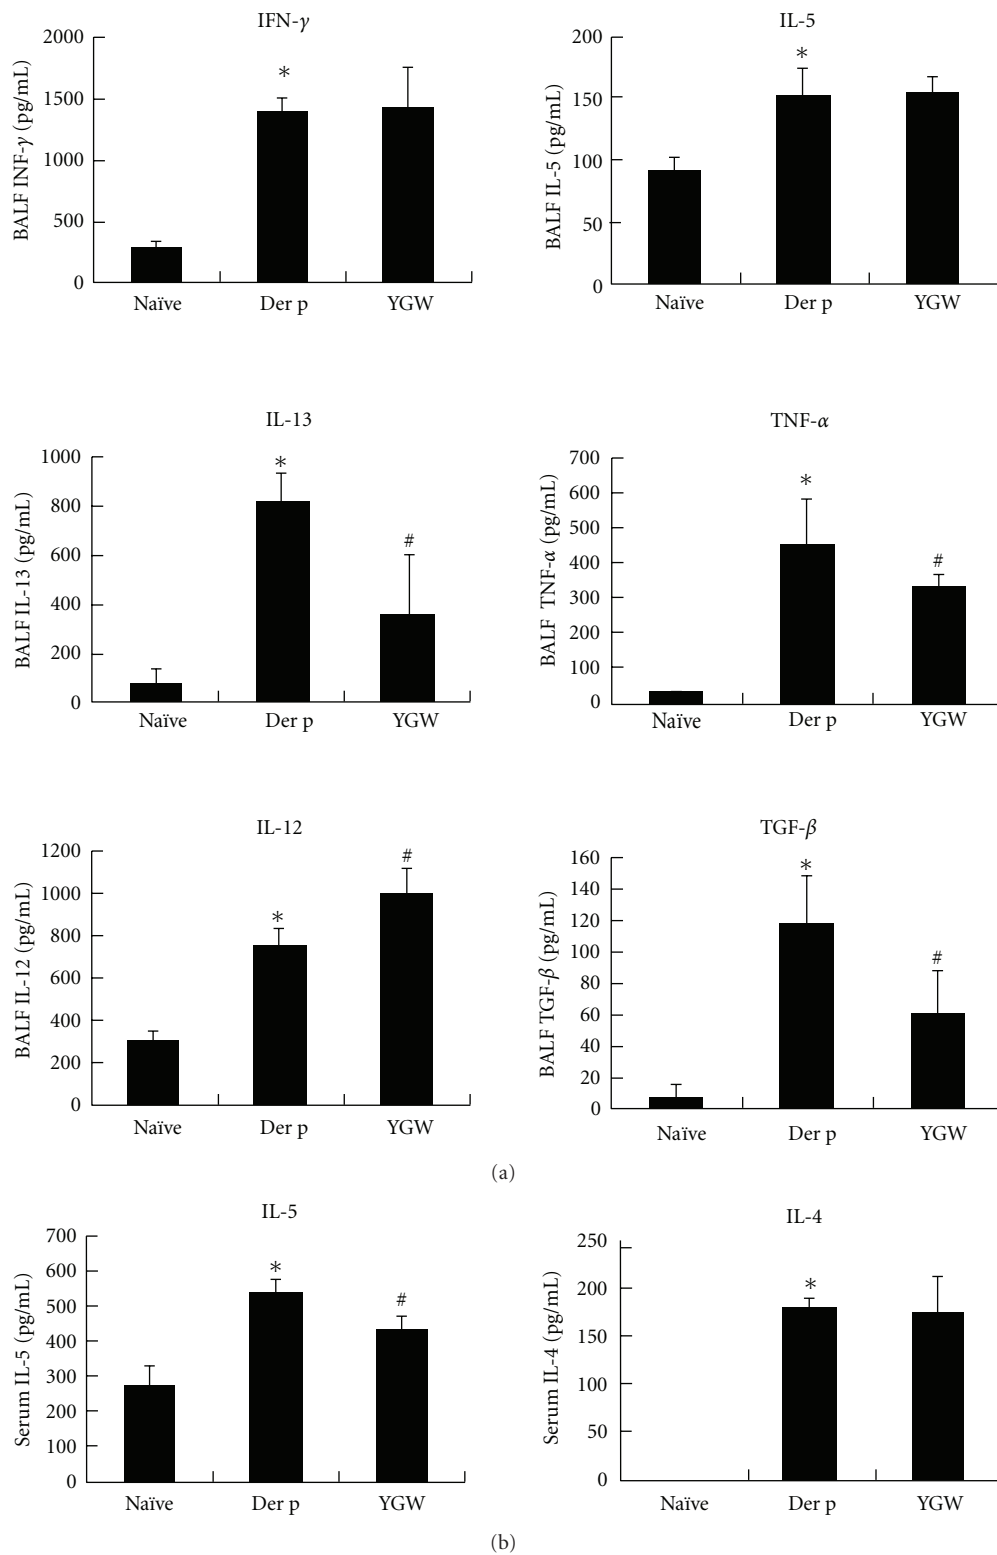 IFN-γ
BALF INF-γ (pg/mL)
2000
1500
1000
500
0
*
Naïve Der p YGW
IL-5
BALF IL-5 (pg/mL)
200
150
100
50
0
*
Naïve Der p YGW
IL-13
BALF IL-13 (pg/mL)
1000
800
600
400
200
0
*
#
Naïve Der p YGW
TNF-α
BALF TNF-α (pg/mL)
700
600
500
400
300
200
100
0
*
#
Naïve Der p YGW
IL-12
BALF IL-12 (pg/mL)
1200
1000
800
600
400
200
0
#
*
Naïve Der p YGW
TGF-β
BALF TGF-β (pg/mL)
160
140
120
100
80
60
40
20
0
*
#
Naïve Der p YGW
(a)
IL-5
Serum IL-5 (pg/mL)
700
600
500
400
300
200
100
0
*
#
Naïve Der p YGW
IL-4
Serum IL-4 (pg/mL)
250
200
150
100
50
0
*
Naïve Der p YGW
(b)